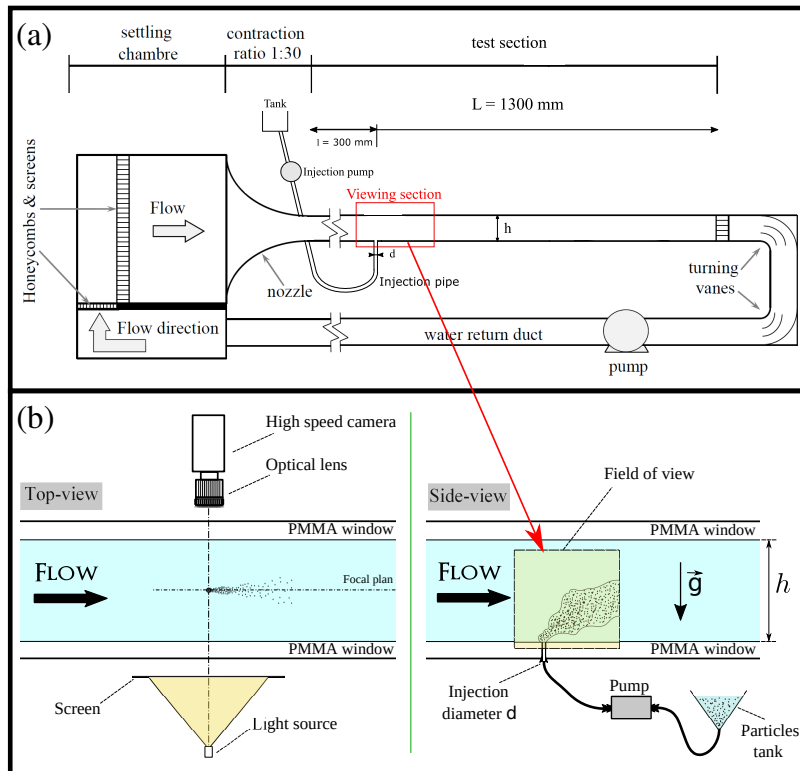 (a)
settling
chambre
contraction
ratio 1:30
test section
L = 1300 mm
Tank
l = 300 mm
Injection pump
Viewing section
Honeycombs & screens
Flow
h
d
Injection pipe
nozzle
turning
vanes
Flow direction
water return duct
pump
(b)
High speed camera
Optical lens
Top-view
PMMA window
FLOW
Focal plan
PMMA window
Screen
Light source
Field of view
Side-view
PMMA window
FLOW
g
h
PMMA window
Injection
diameter d
Pump
Particles
tank